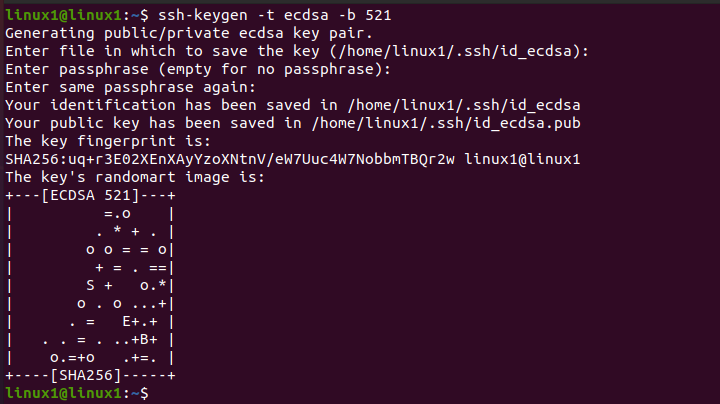 linux1@linux1:~$ ssh-keygen -t ecdsa -b 521
Generating public/private ecdsa key pair.
Enter file in which to save the key (/home/linux1/.ssh/id_ecdsa):
Enter passphrase (empty for no passphrase):
Enter same passphrase again:
Your identification has been saved in /home/linux1/.ssh/id_ecdsa
Your public key has been saved in /home/linux1/.ssh/id_ecdsa.pub
The key fingerprint is:
SHA256:uq+r3E02XEnXAyYzoXNtnV/eW7Uuc4W7NobbmTBQr2w linux1@linux1
The key's randomart image is:
+---[ECDSA 521]---+
|          =.o    |
|         . * + . |
|        o o = = o|
|         + = . ==|
|        S +   o.*|
|       o . o ...+|
|      . =   E+.+ |
|   . . = . ..+B+ |
|    o.=+o   .+=. |
+----[SHA256]-----+
linux1@linux1:~$